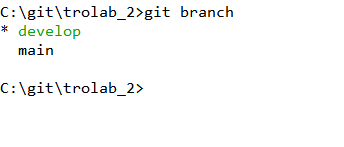 C:\git\trolab_2>git branch
* develop
  main
C:\git\trolab_2>